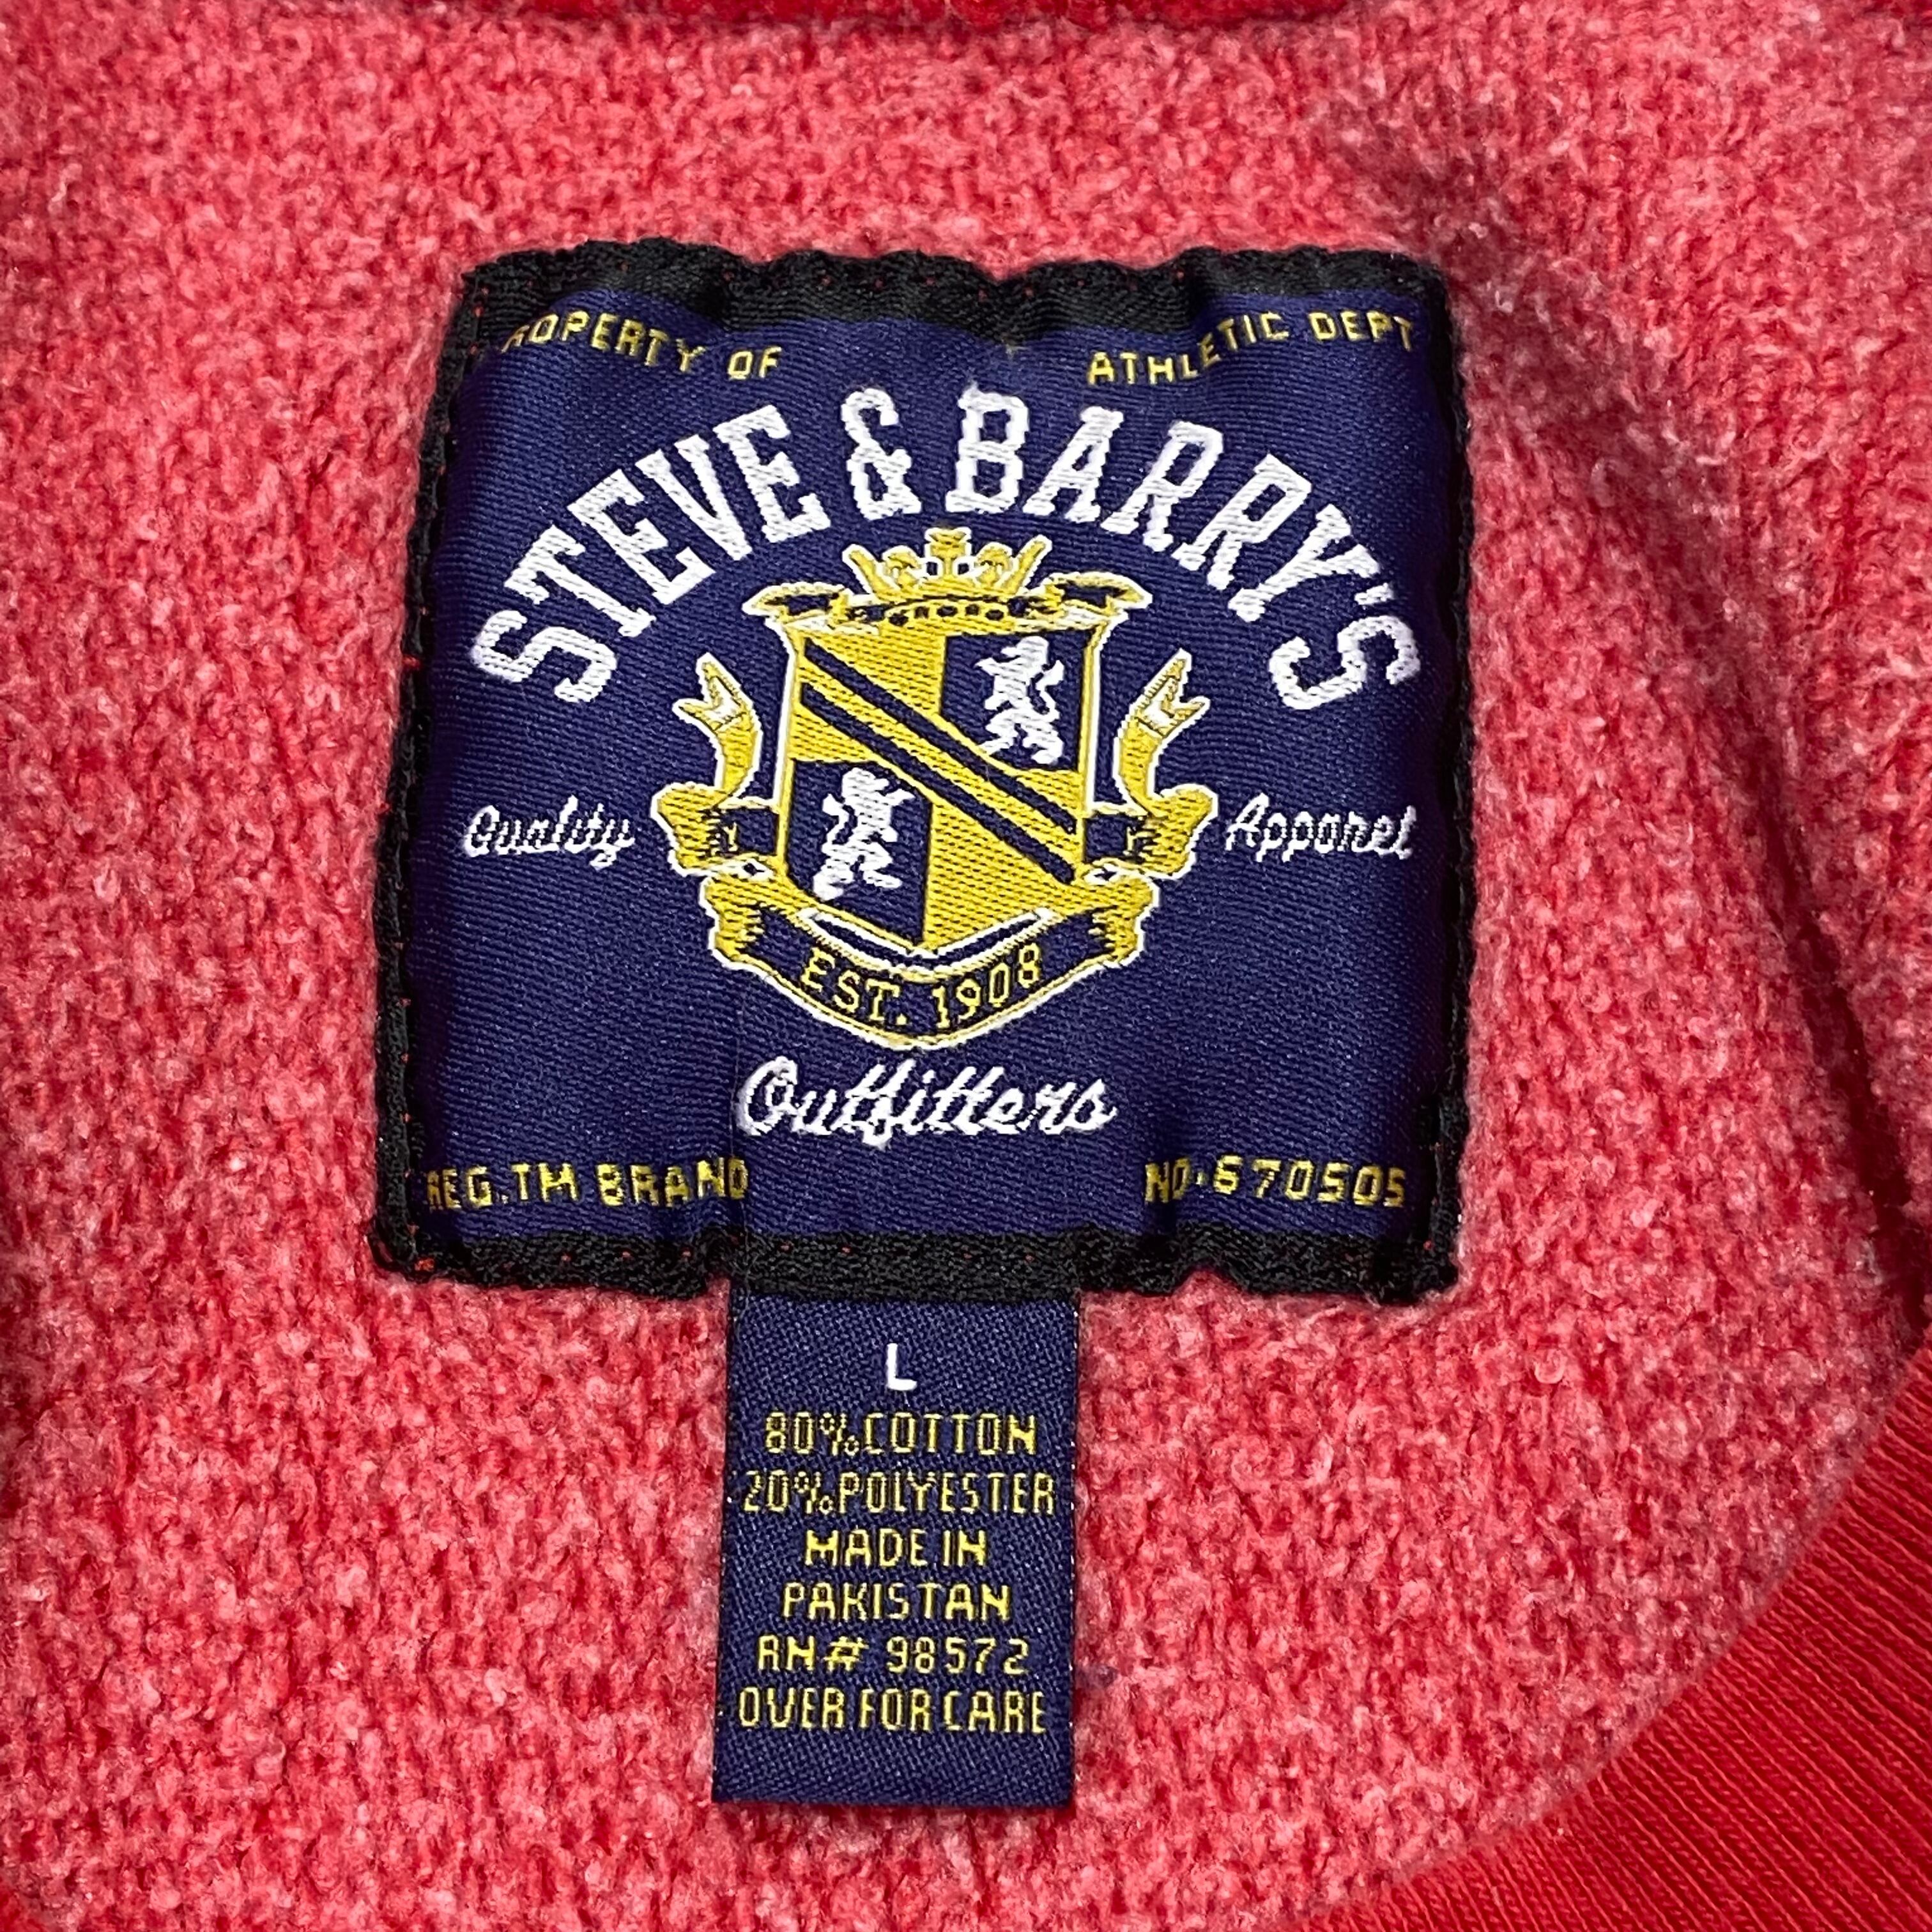 PROPERTY OF ATHLETIC DEPT
STEVE & BARRY'S
Quality Apparel
EST. 1908
Outfitters
REG.TM BRAND NO.670505
L
80%COTTON
20%POLYESTER
MADE IN
PAKISTAN
RN# 98572
OVER FOR CARE